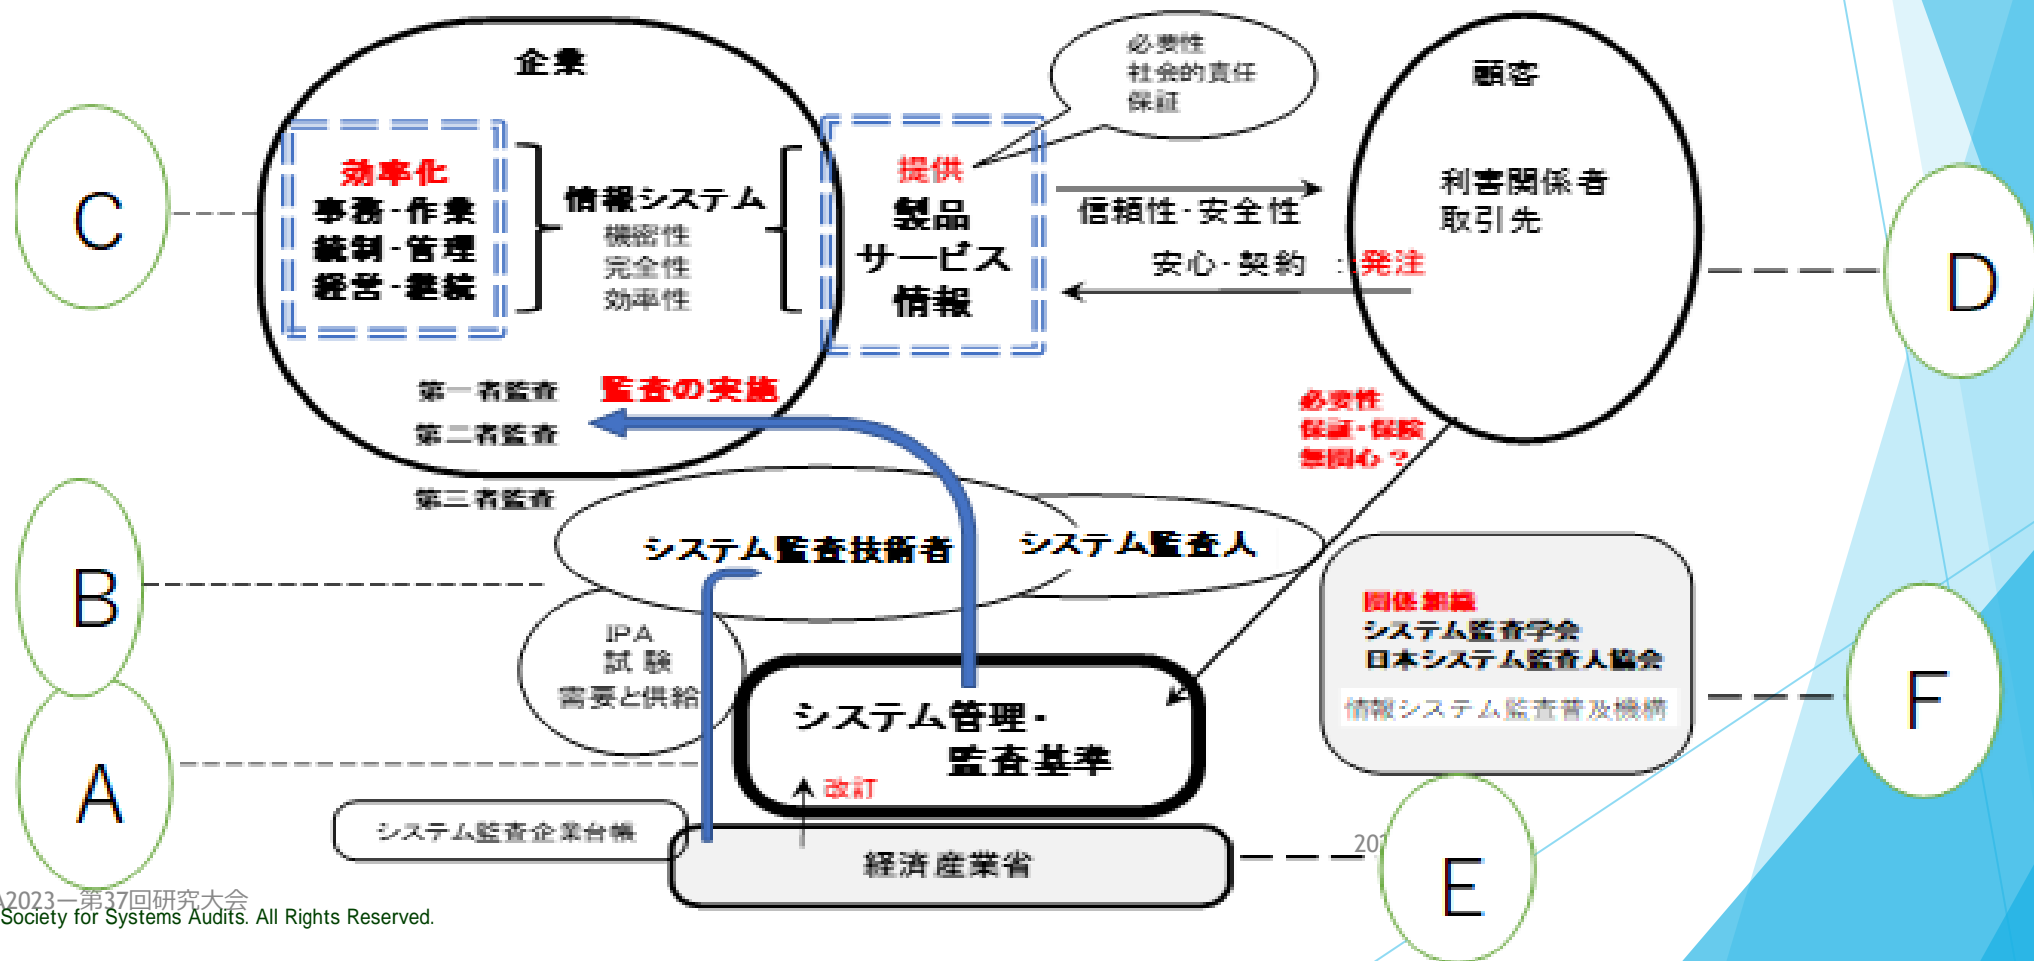 企業
C
効率化
事務・作業
統制・管理
経営・継続
情報システム
機密性
完全性
効率性
提供
製品
サービス
情報
必要性
社会的責任
保証
信頼性・安全性
安心・契約 ： 発注
顧客
利害関係者
取引先
D
第一者監査
監査の実施
第二者監査
第三者監査
必要性
保証・保険
無関心？
B
システム監査技術者
システム監査人
IPA
試験
需要と供給
A
システム管理・
監査基準
改訂
関係組織
システム監査学会
日本システム監査人協会
情報システム監査普及機構
F
システム監査企業台帳
経済産業省
E
20
A2023－第37回研究大会
Society for Systems Audits. All Rights Reserved.